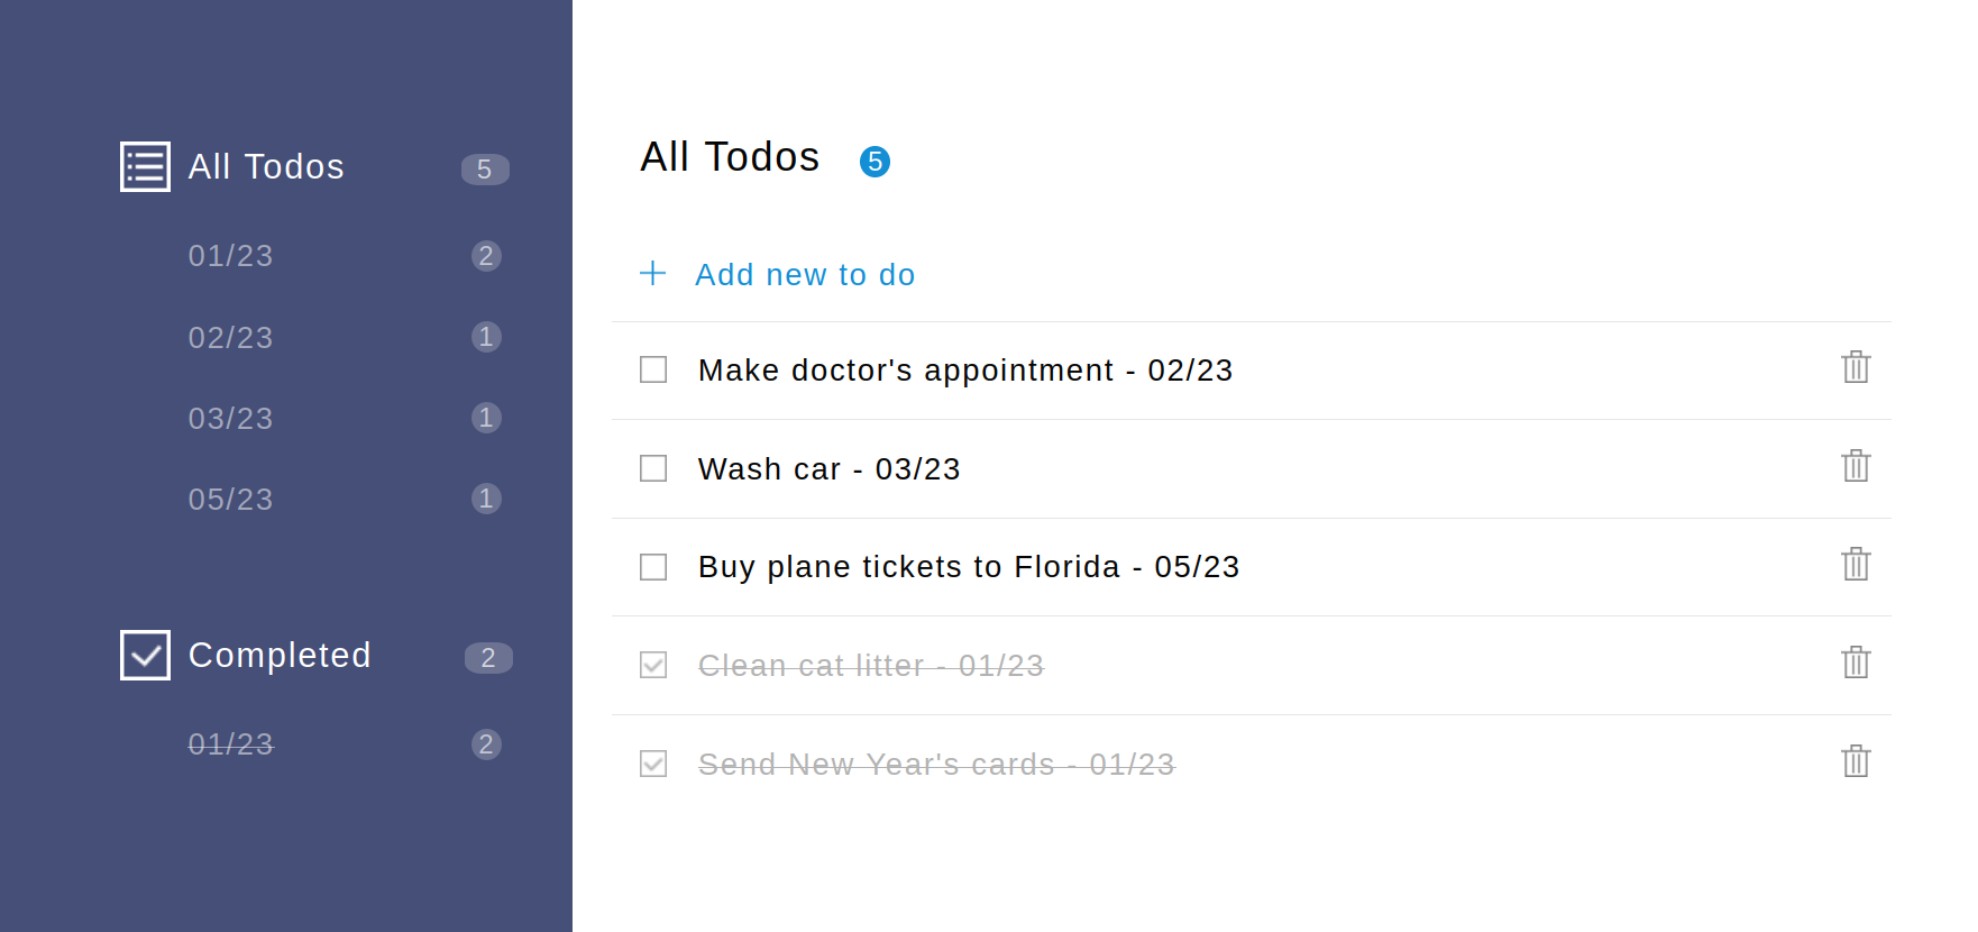 All Todos 5
01/23 2
02/23 1
03/23 1
05/23 1
Completed 2
01/23 2
All Todos 5
Add new to do
Make doctor's appointment - 02/23
Wash car - 03/23
Buy plane tickets to Florida - 05/23
Clean cat litter - 01/23
Send New Year's cards - 01/23